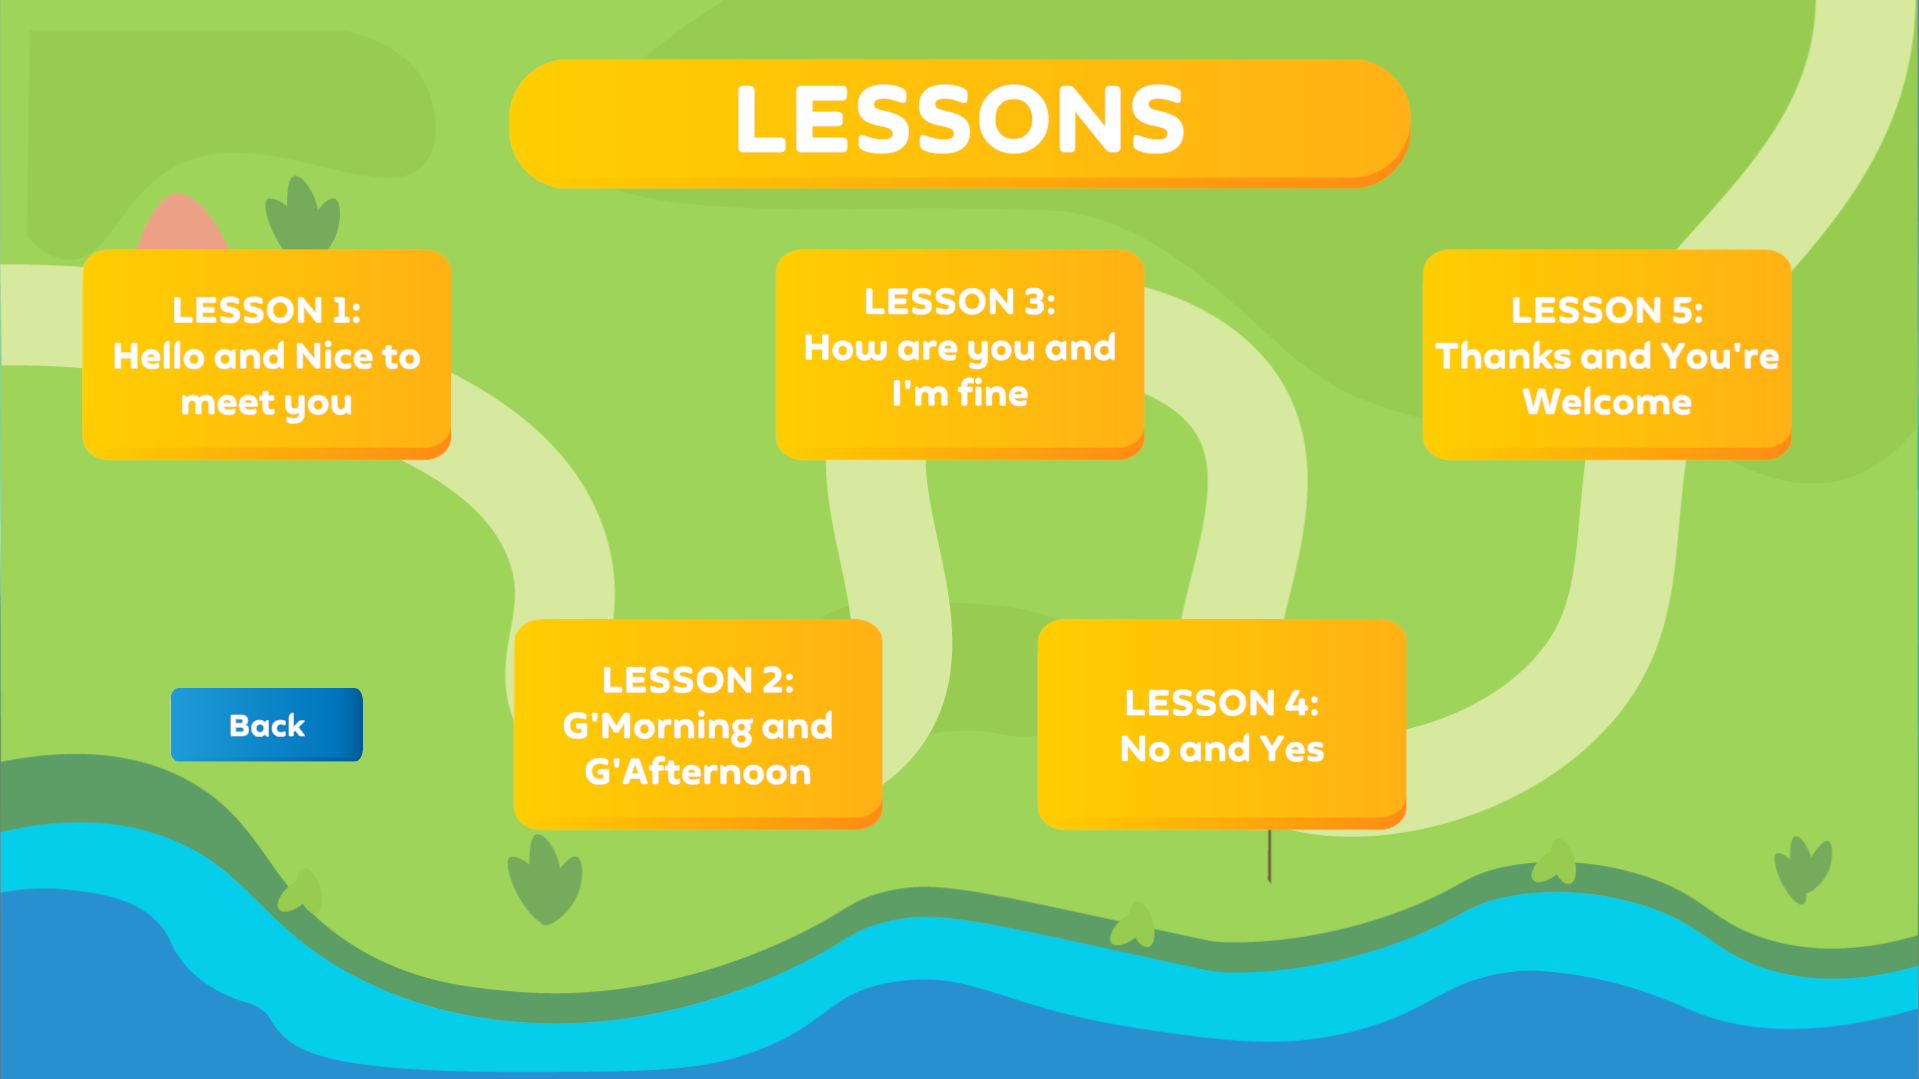 LESSONS
LESSON 1:
Hello and Nice to
meet you
LESSON 3:
How are you and
I'm fine
LESSON 5:
Thanks and You're
Welcome
LESSON 2:
G'Morning and
G'Afternoon
LESSON 4:
No and Yes
Back